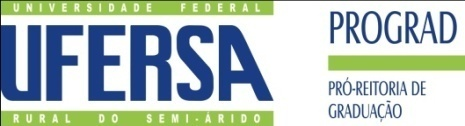 UNIVERSIDADE FEDERAL
UFERSA
RURAL DO SEMI-ÁRIDO
PROGRAD
PRÓ-REITORIA DE
GRADUAÇÃO